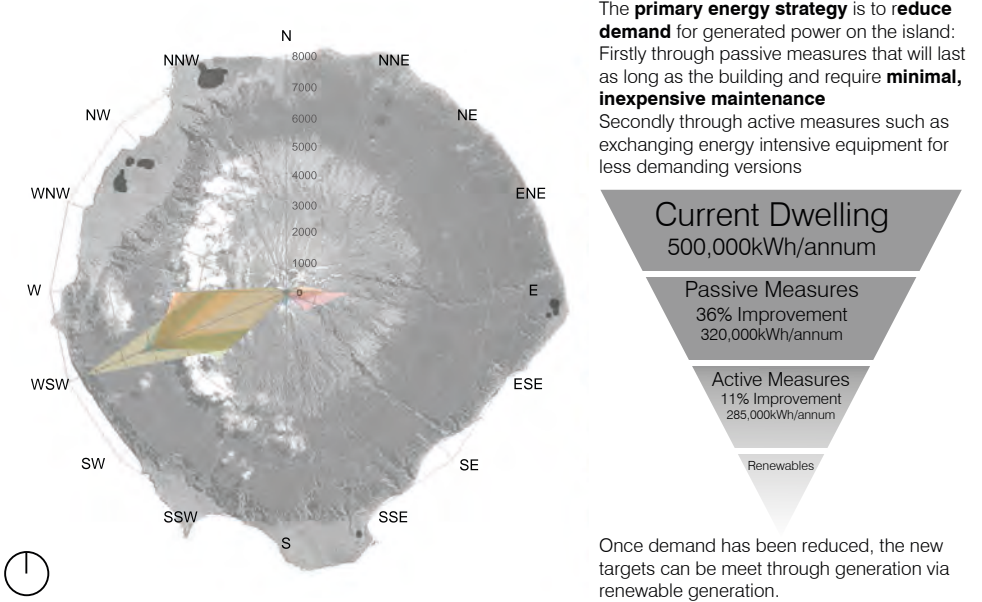 N
NNW
NNE
NW
NE
WNW
ENE
W
E
WSW
ESE
SW
SE
SSW
SSE
S
8000
7000
6000
5000
4000
3000
2000
1000
0
The primary energy strategy is to reduce
demand for generated power on the island:
Firstly through passive measures that will last
as long as the building and require minimal,
inexpensive maintenance
Secondly through active measures such as
exchanging energy intensive equipment for
less demanding versions
Current Dwelling
500,000kWh/annum
Passive Measures
36% Improvement
320,000kWh/annum
Active Measures
11% Improvement
285,000kWh/annum
Renewables
Once demand has been reduced, the new
targets can be meet through generation via
renewable generation.